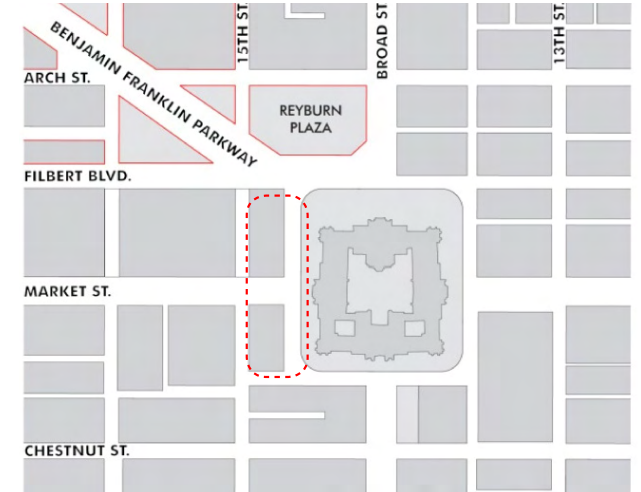 15TH ST.
BROAD ST.
13TH ST.
BENJAMIN FRANKLIN PARKWAY
ARCH ST.
REYBURN
PLAZA
FILBERT BLVD.
MARKET ST.
CHESTNUT ST.